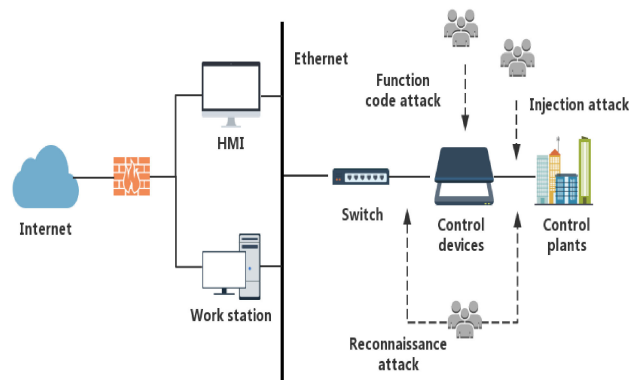 Ethernet
Function
code attack
Injection attack
HMI
Internet
Switch
Control
devices
Control
plants
Work station
Reconnaissance
attack